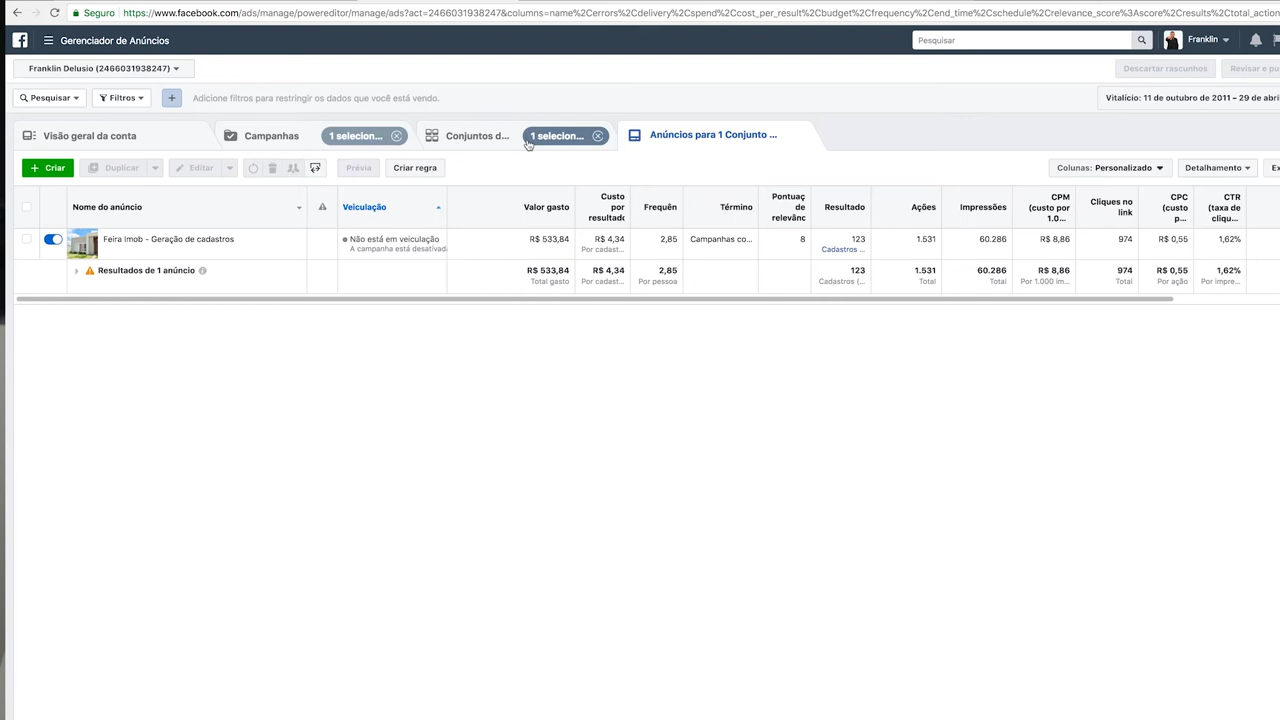 Seguro https://www.facebook.com/ads/manage/powereditor/manage/ads?act=2466031938247&columns=name%2Cerrors%2Cdelivery%2Cspend%2Ccost_per_result%2Cbudget%2Cfrequency%2Cend_time%2Cschedule%2Crelevance_score%3Ascore%2Cresults%2Ctotal_action
Gerenciador de Anúncios
Pesquisar
Franklin
Franklin Delusio (2466031938247)
Descartar rascunhos
Revisar e pu
Pesquisar
Filtros
+
Adicione filtros para restringir os dados que você está vendo.
Vitalício: 11 de outubro de 2011 – 29 de abri
Visão geral da conta
Campanhas
1 selecion...
Conjuntos d...
1 selecion...
Anúncios para 1 Conjunto ...
+ Criar
Duplicar
Editar
Prévia
Criar regra
Colunas: Personalizado
Detalhamento
Ex
Nome do anúncio
Veiculação
Valor gasto
Custo por resultado
Frequên
Término
Pontuaç de relevânc
Resultado
Ações
Impressões
CPM (custo por 1.0...
Cliques no link
CPC (custo p...
CTR (taxa de cliqu...
Feira Imob - Geração de cadastros
Não está em veiculação
A campanha está desativada
R$ 533,84
R$ 4,34
Por cadast...
2,85
Campanhas co...
8
123
Cadastros ...
1.531
60.286
R$ 8,86
974
R$ 0,55
1,62%
Resultados de 1 anúncio
R$ 533,84
Total gasto
R$ 4,34
Por cadast...
2,85
Por pessoa
123
Cadastros (...
1.531
Total
60.286
Total
R$ 8,86
Por 1.000 im...
974
Total
R$ 0,55
Por ação
1,62%
Por impre...